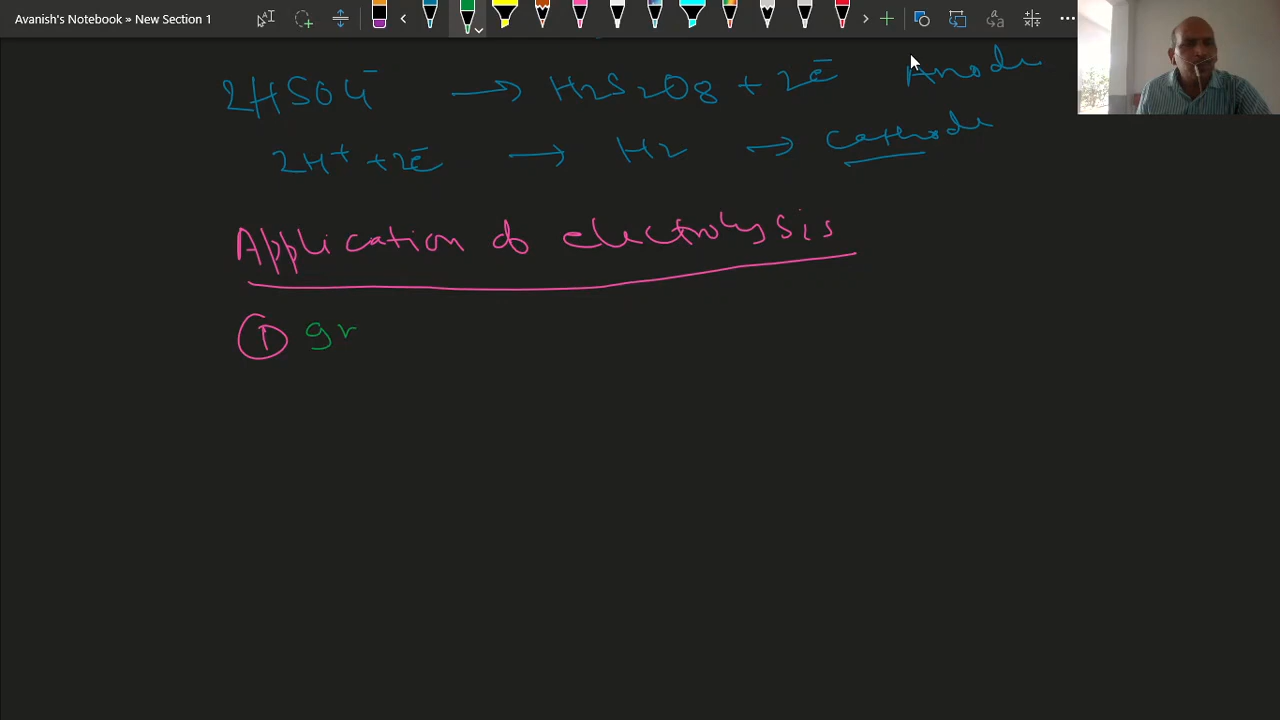 Avanish's Notebook » New Section 1
2HSO4⁻ → H2S2O8 + 2e⁻ Anode
2H⁺ + 2e⁻ → H2 → Cathode
Application of electrolysis
① gr